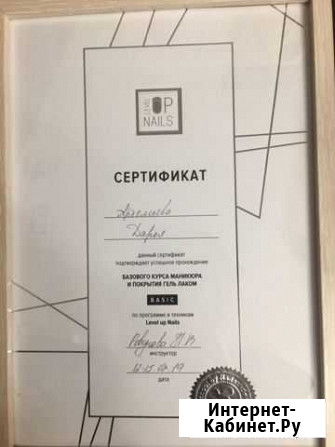 LEVEL
UP
NAILS
СЕРТИФИКАТ
Дарья
данный сертификат
подтверждает успешное прохождение
БАЗОВОГО КУРСА МАНИКЮРА
И ПОКРЫТИЯ ГЕЛЬ ЛАКОМ
BASIC
по программе и техникам
Level up Nails
инструктор
дата
Интернет-
Кабинет.Ру